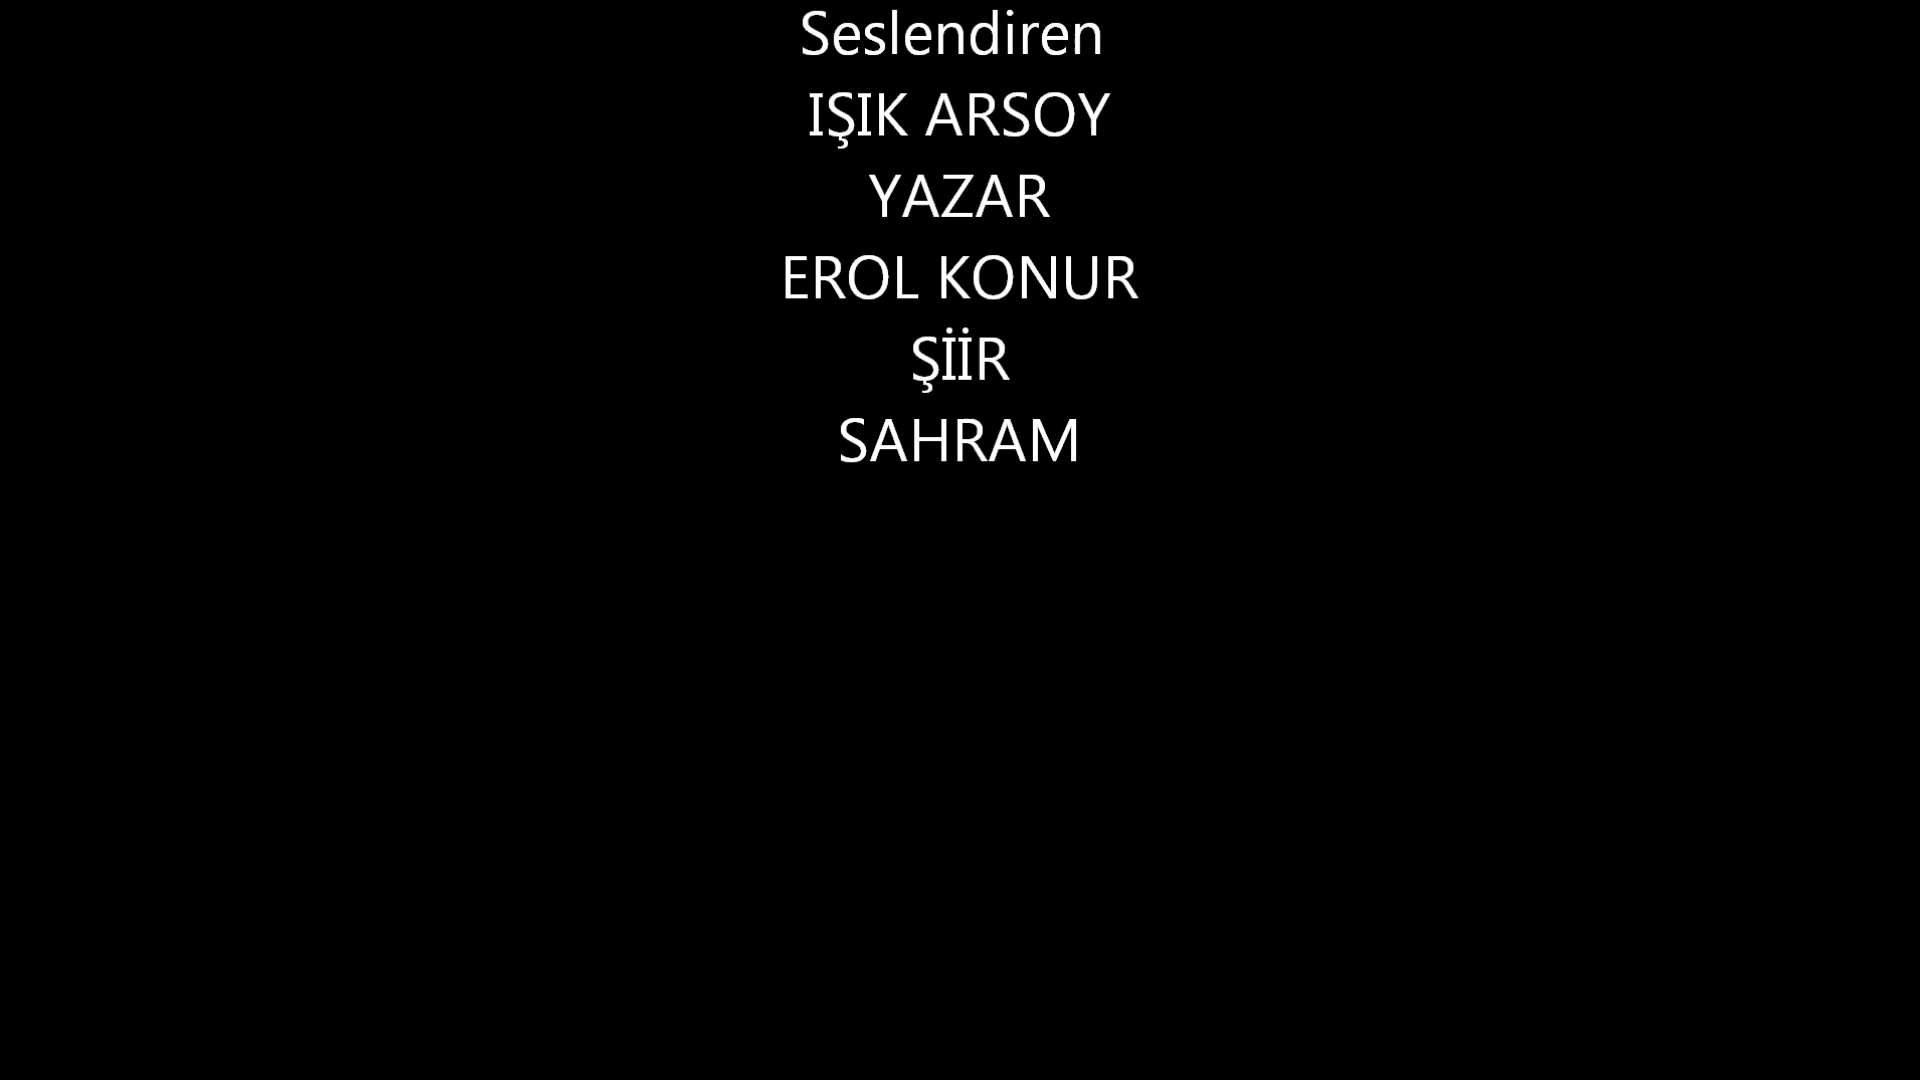 Seslendiren
IŞIK ARSOY
YAZAR
EROL KONUR
ŞİİR
SAHRAM